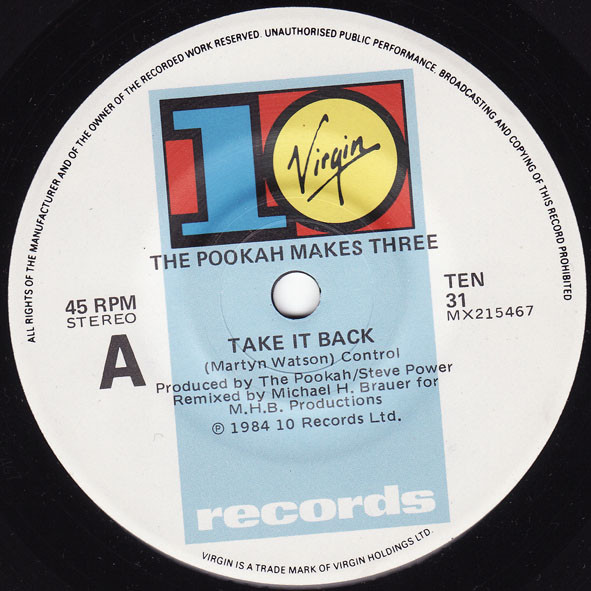 ALL RIGHTS OF THE MANUFACTURER AND OF THE OWNER OF THE RECORDED WORK RESERVED. UNAUTHORISED PUBLIC PERFORMANCE, BROADCASTING AND COPYING OF THIS RECORD PROHIBITED
10
Virgin
THE POOKAH MAKES THREE
45 RPM
STEREO
A
TEN
31
MX215467
TAKE IT BACK
(Martyn Watson) Control
Produced by The Pookah/Steve Power
Remixed by Michael H. Brauer for
M.H.B. Productions
℗ 1984 10 Records Ltd.
records
VIRGIN IS A TRADE MARK OF VIRGIN HOLDINGS LTD.